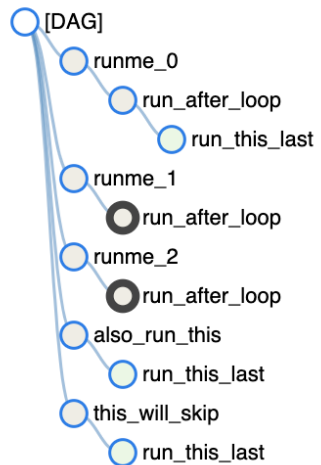 [DAG]
runme_0
run_after_loop
run_this_last
runme_1
run_after_loop
runme_2
run_after_loop
also_run_this
run_this_last
this_will_skip
run_this_last